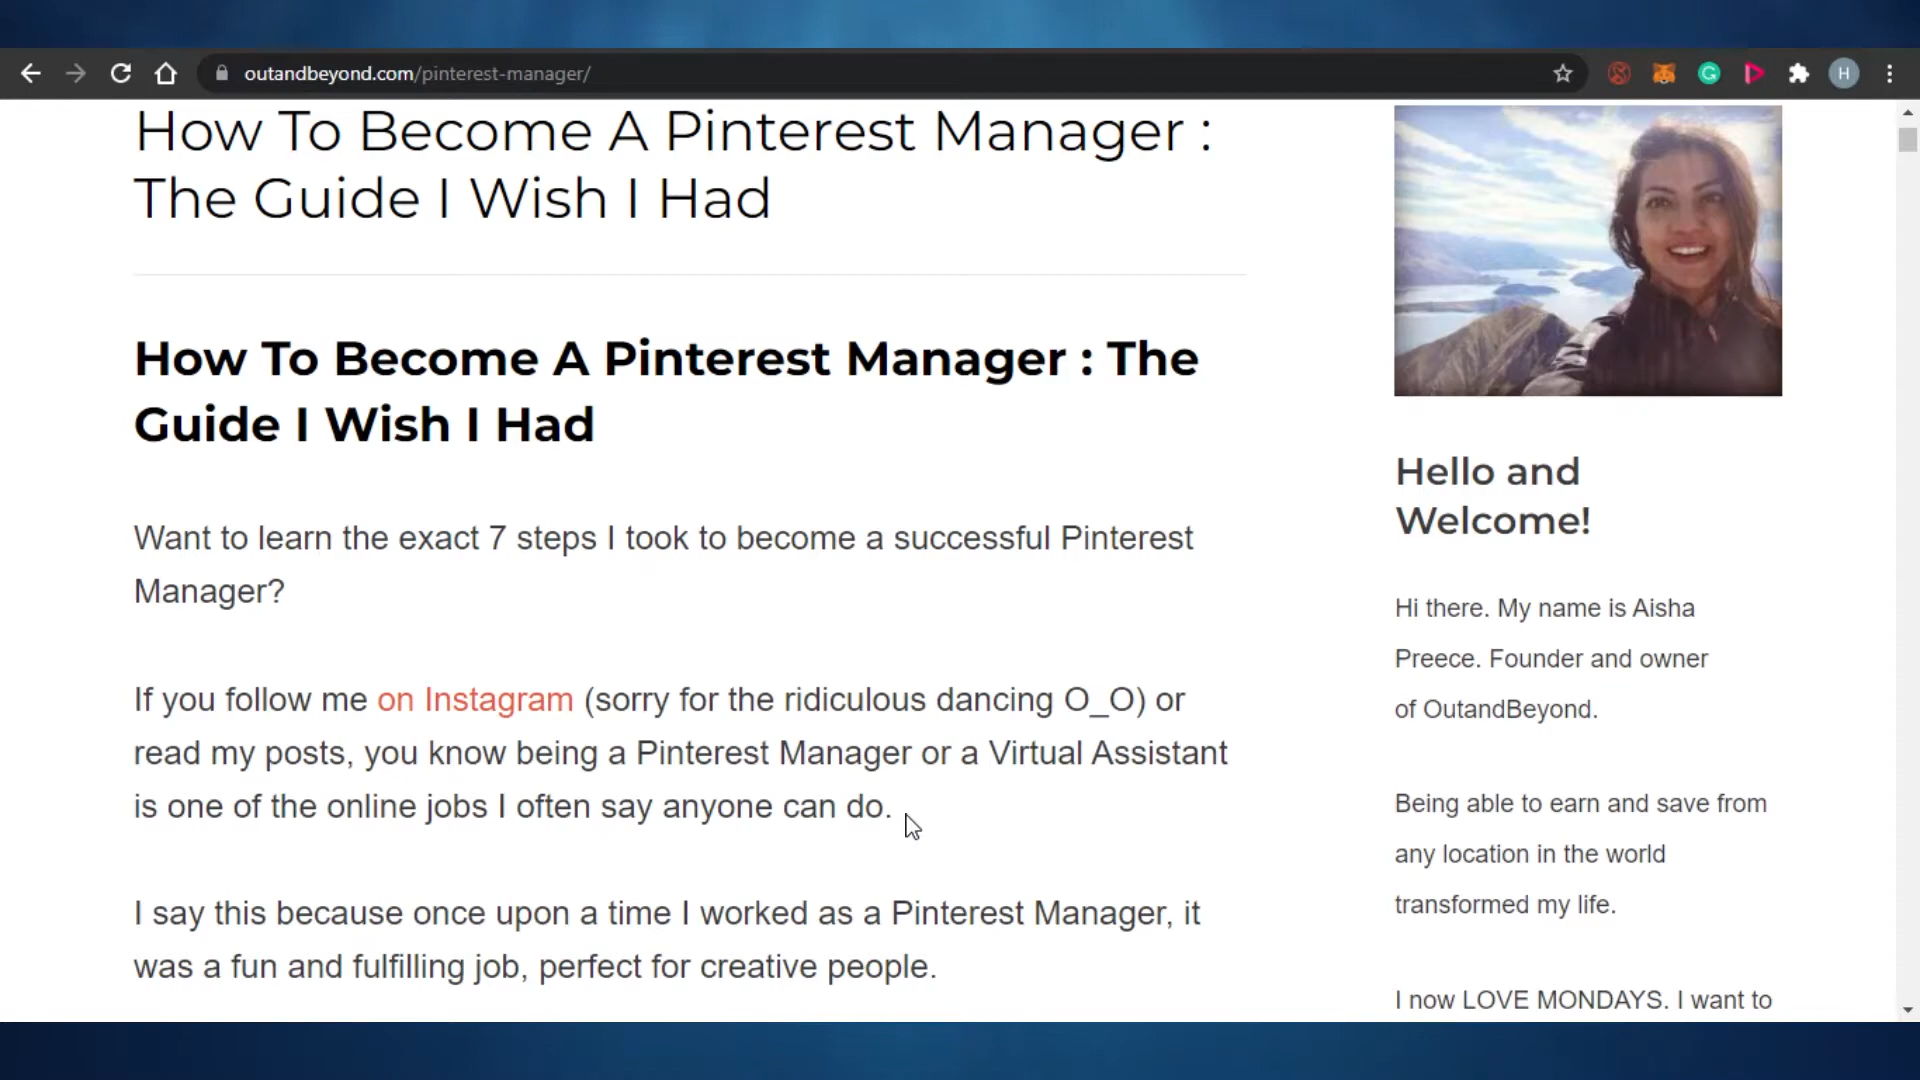 outandbeyond.com/pinterest-manager/
H
How To Become A Pinterest Manager :
The Guide I Wish I Had
How To Become A Pinterest Manager : The
Guide I Wish I Had
Want to learn the exact 7 steps I took to become a successful Pinterest
Manager?
If you follow me on Instagram (sorry for the ridiculous dancing O_O) or
read my posts, you know being a Pinterest Manager or a Virtual Assistant
is one of the online jobs I often say anyone can do.
I say this because once upon a time I worked as a Pinterest Manager, it
was a fun and fulfilling job, perfect for creative people.
Hello and
Welcome!
Hi there. My name is Aisha
Preece. Founder and owner
of OutandBeyond.
Being able to earn and save from
any location in the world
transformed my life.
I now LOVE MONDAYS. I want to